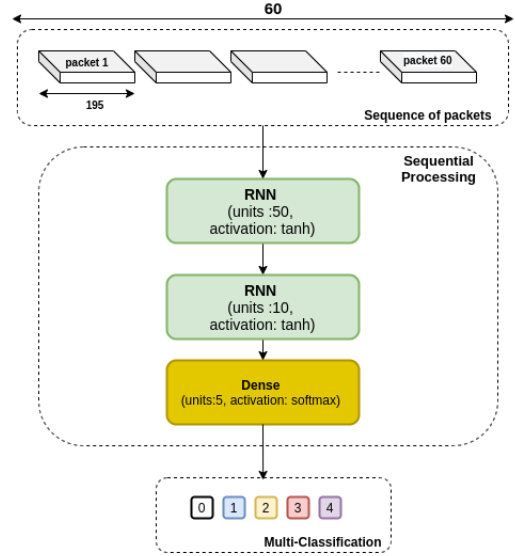 60
packet 1
packet 60
195
Sequence of packets
Sequential
Processing
RNN
(units :50,
activation: tanh)
RNN
(units :10,
activation: tanh)
Dense
(units:5, activation: softmax)
0 1 2 3 4
Multi-Classification